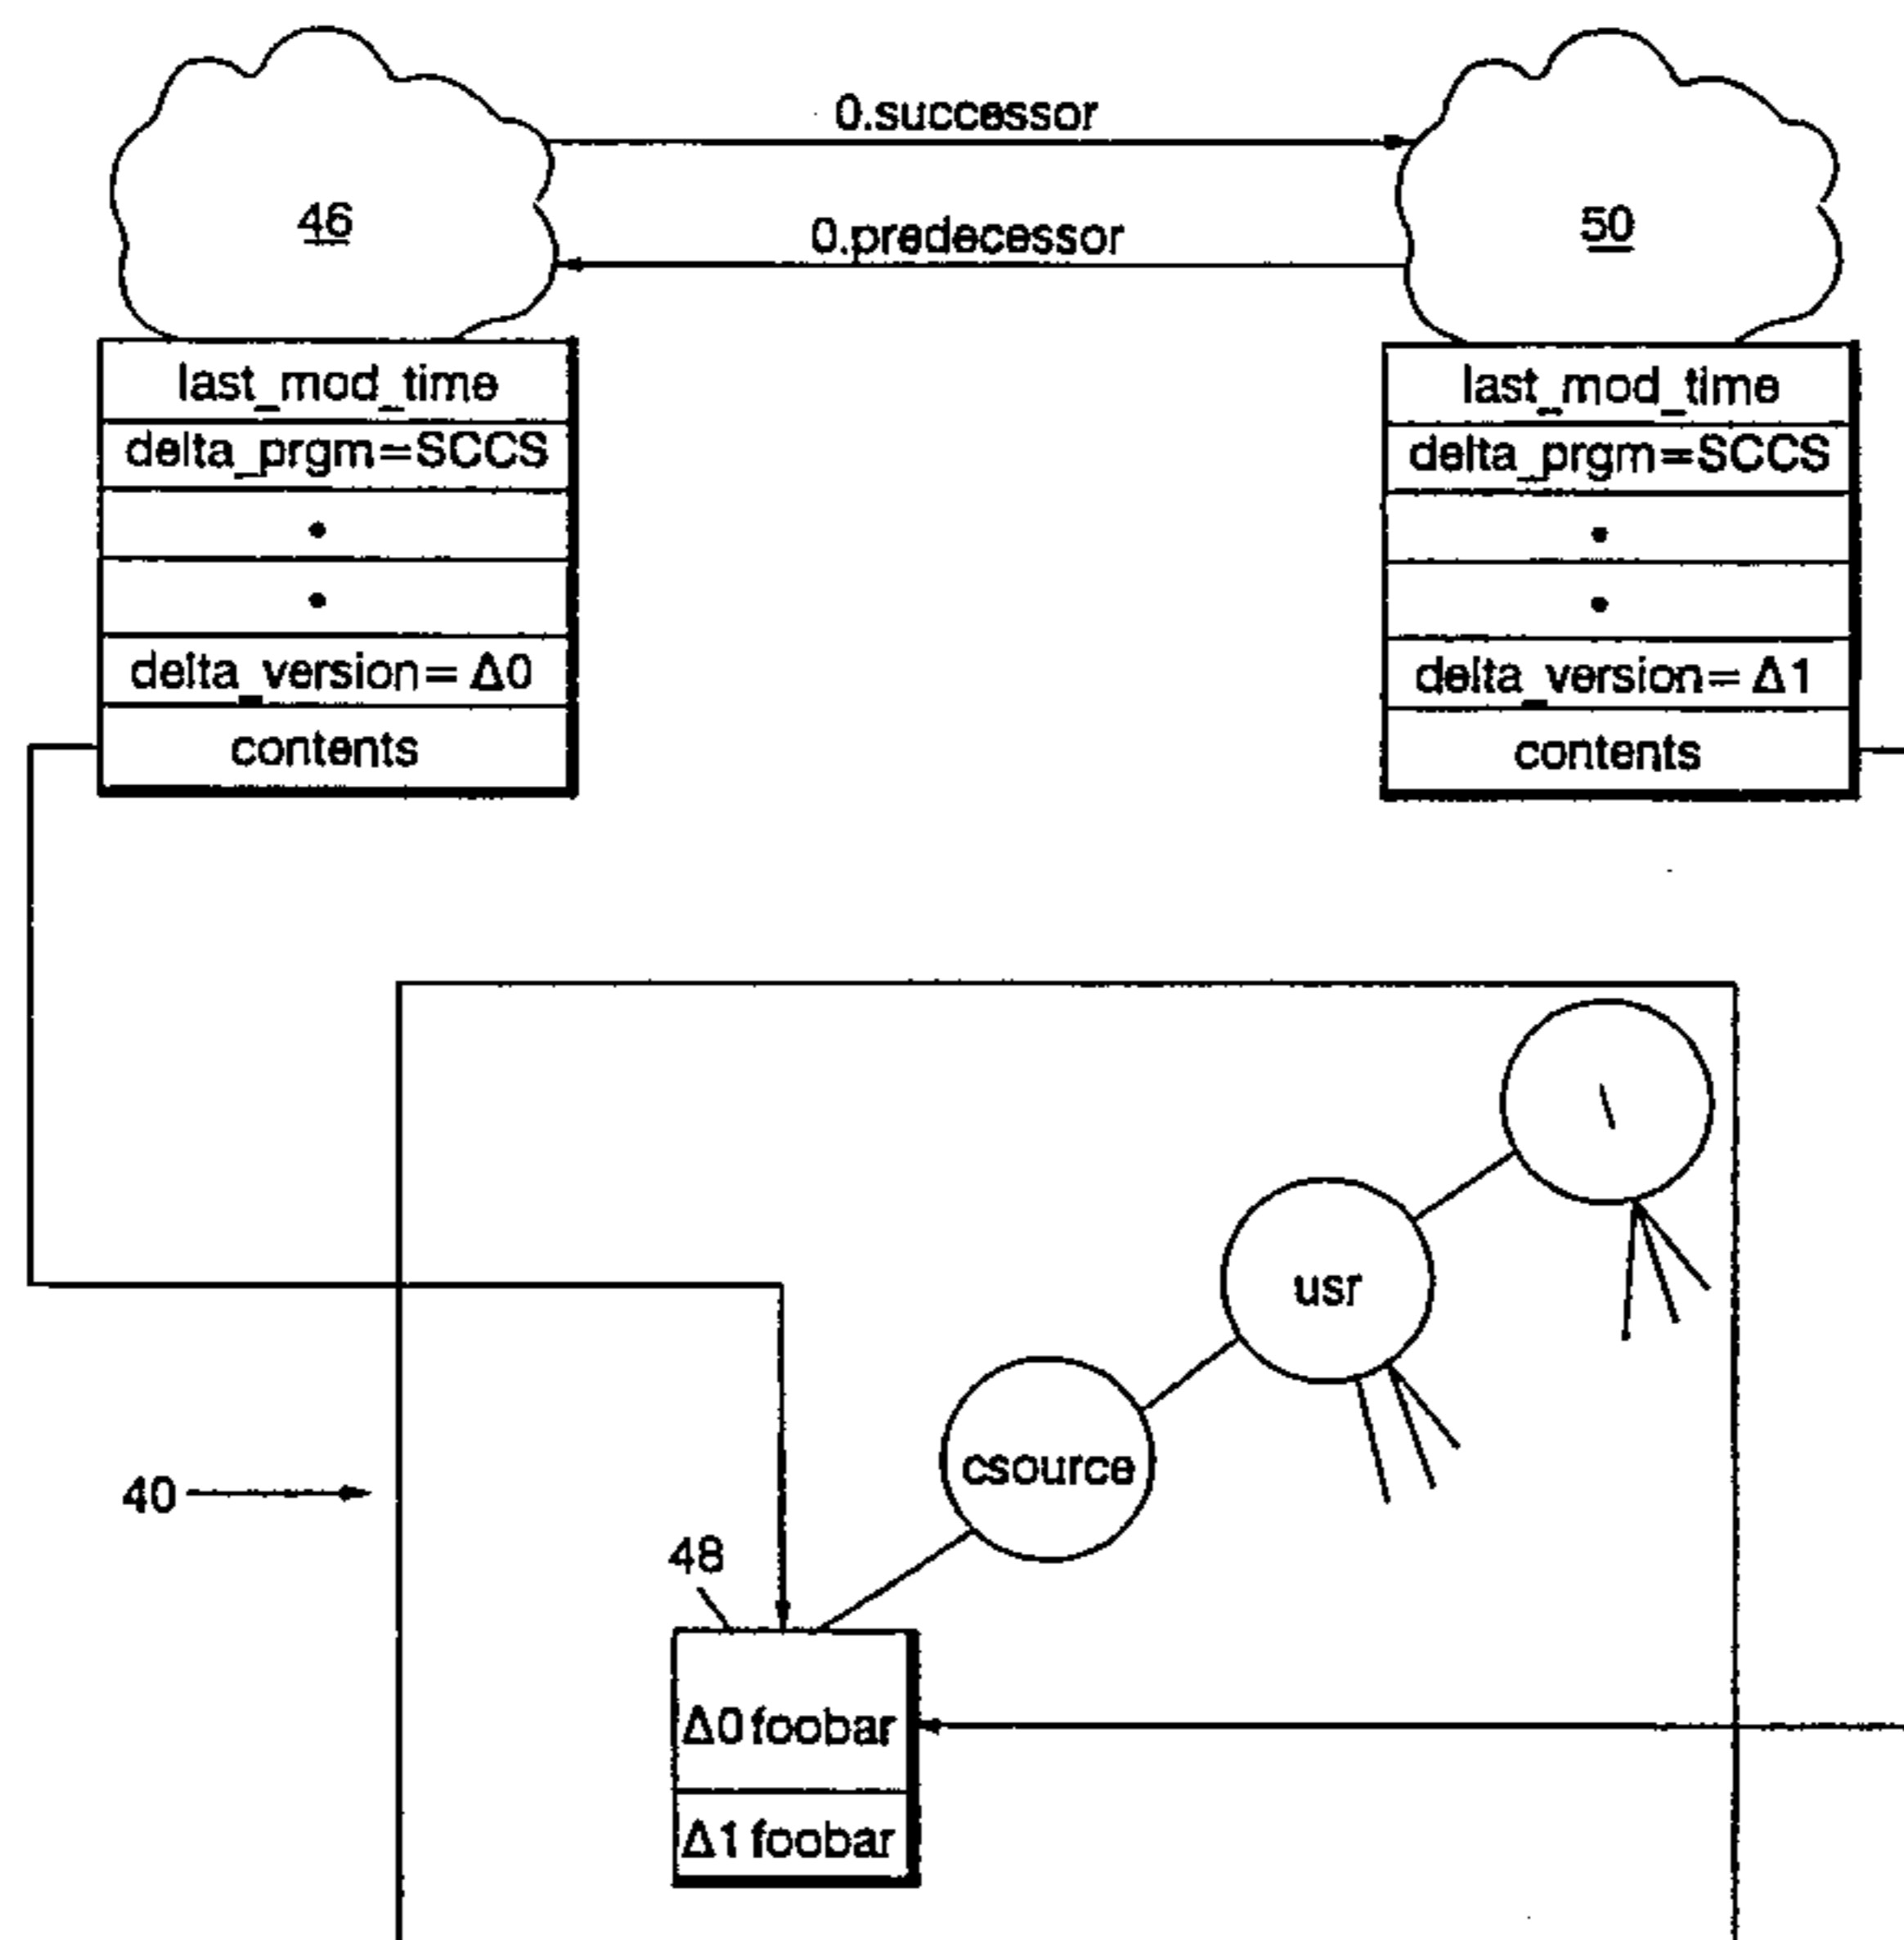 0.successor
46
0.predecessor
50
last_mod_time
delta_prgm=SCCS
delta_version=Δ0
contents
last_mod_time
delta_prgm=SCCS
delta_version=Δ1
contents
\
usr
csource
40
48
Δ0 foobar
Δ1 foobar